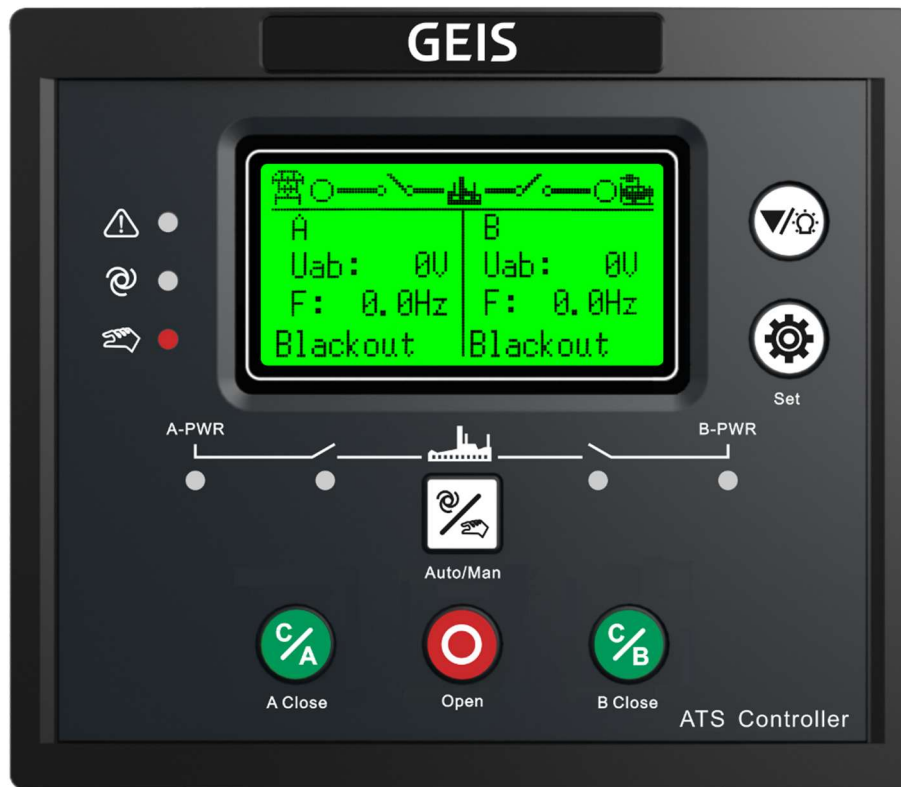 GEIS
A B
Uab: 0V Uab: 0V
F: 0.0Hz F: 0.0Hz
Blackout Blackout
Set
A-PWR B-PWR
Auto/Man
C/A C/B
A Close Open B Close
ATS Controller